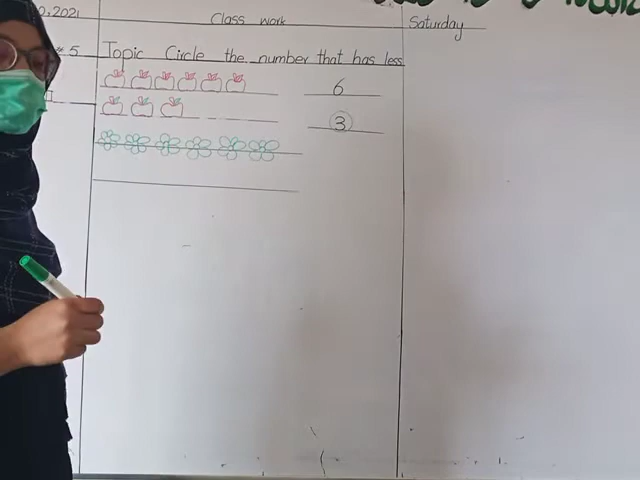 0,2021 Class work Saturday
# 5 Topic Circle the number that has less
6
3